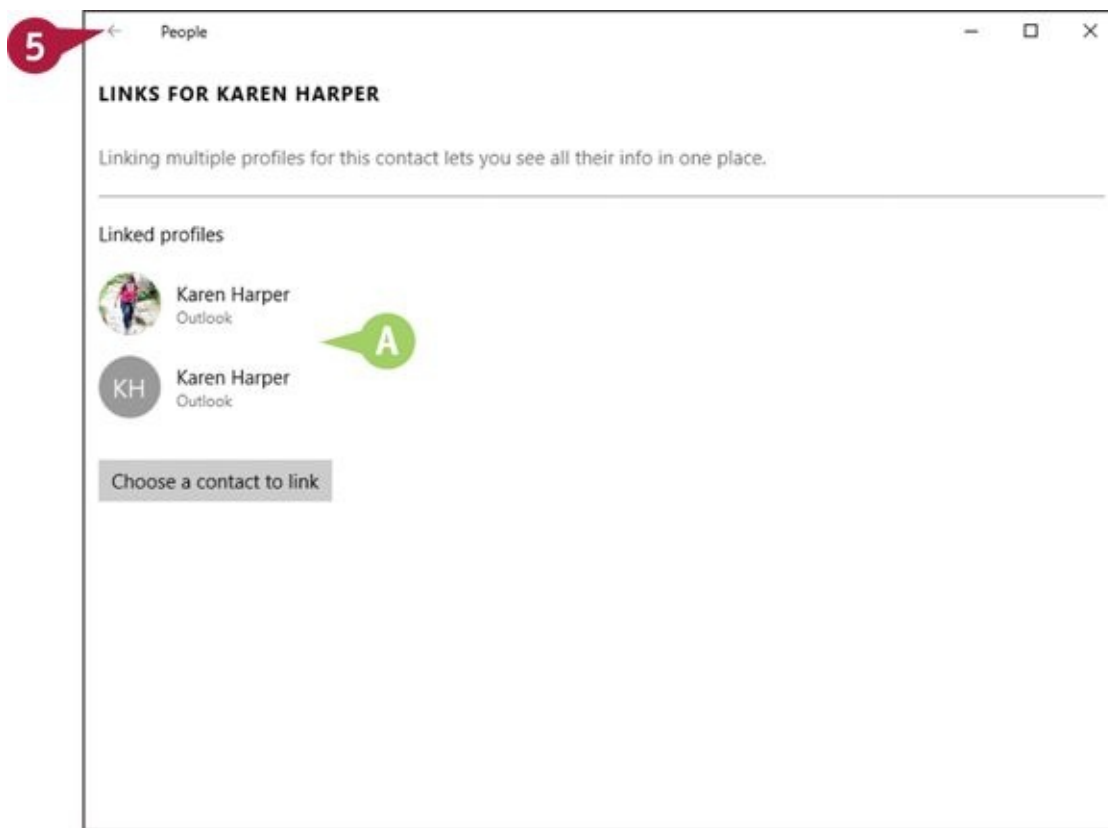 5
People
LINKS FOR KAREN HARPER
Linking multiple profiles for this contact lets you see all their info in one place.
Linked profiles
Karen Harper
Outlook
A
KH
Karen Harper
Outlook
Choose a contact to link